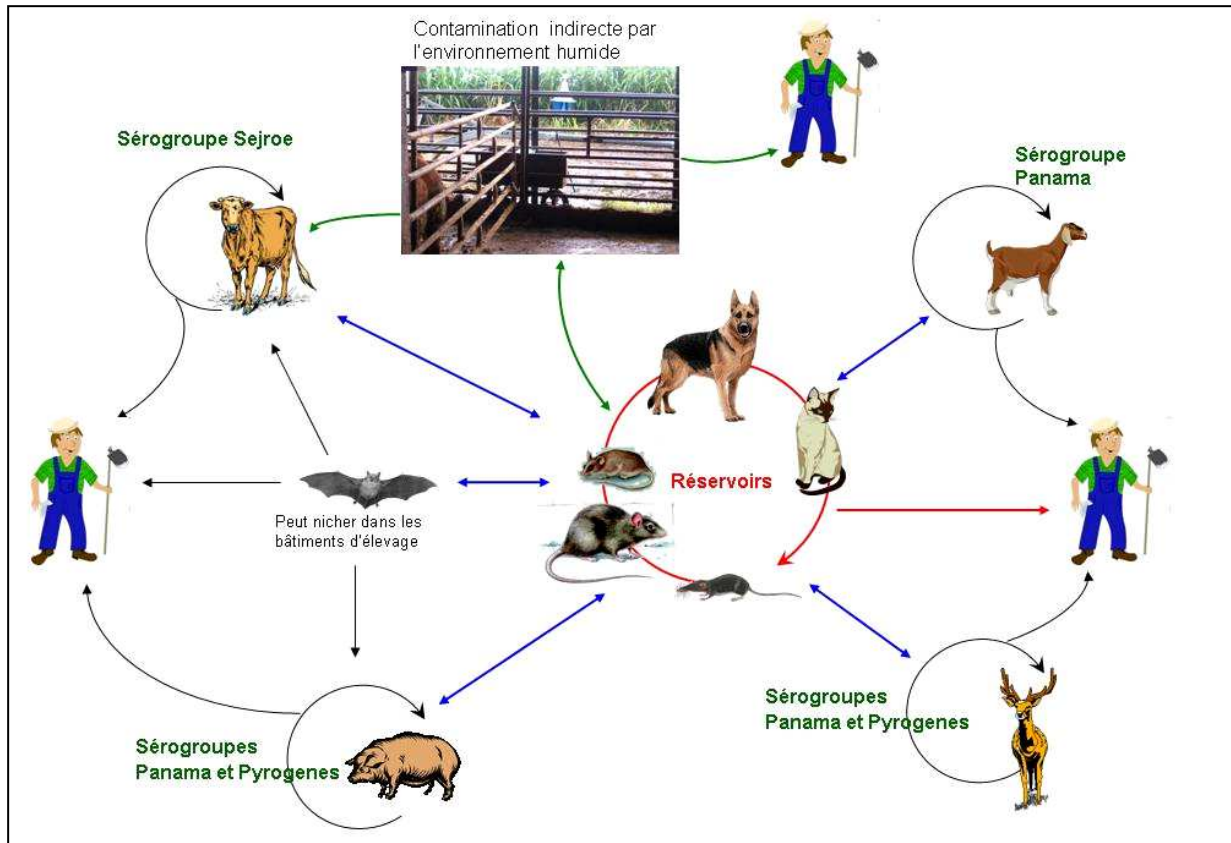 Contamination indirecte par
l'environnement humide
Sérogroupe Sejroe
Sérogroupe
Panama
Réservoirs
Peut nicher dans les
bâtiments d'élevage
Sérogroupes
Panama et Pyrogenes
Sérogroupes
Panama et Pyrogenes